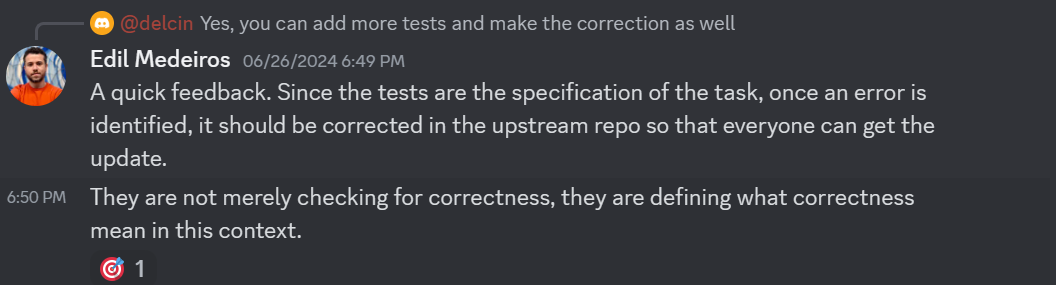 @delcin Yes, you can add more tests and make the correction as well
Edil Medeiros 06/26/2024 6:49 PM
A quick feedback. Since the tests are the specification of the task, once an error is
identified, it should be corrected in the upstream repo so that everyone can get the
update.
6:50 PM They are not merely checking for correctness, they are defining what correctness
mean in this context.
1